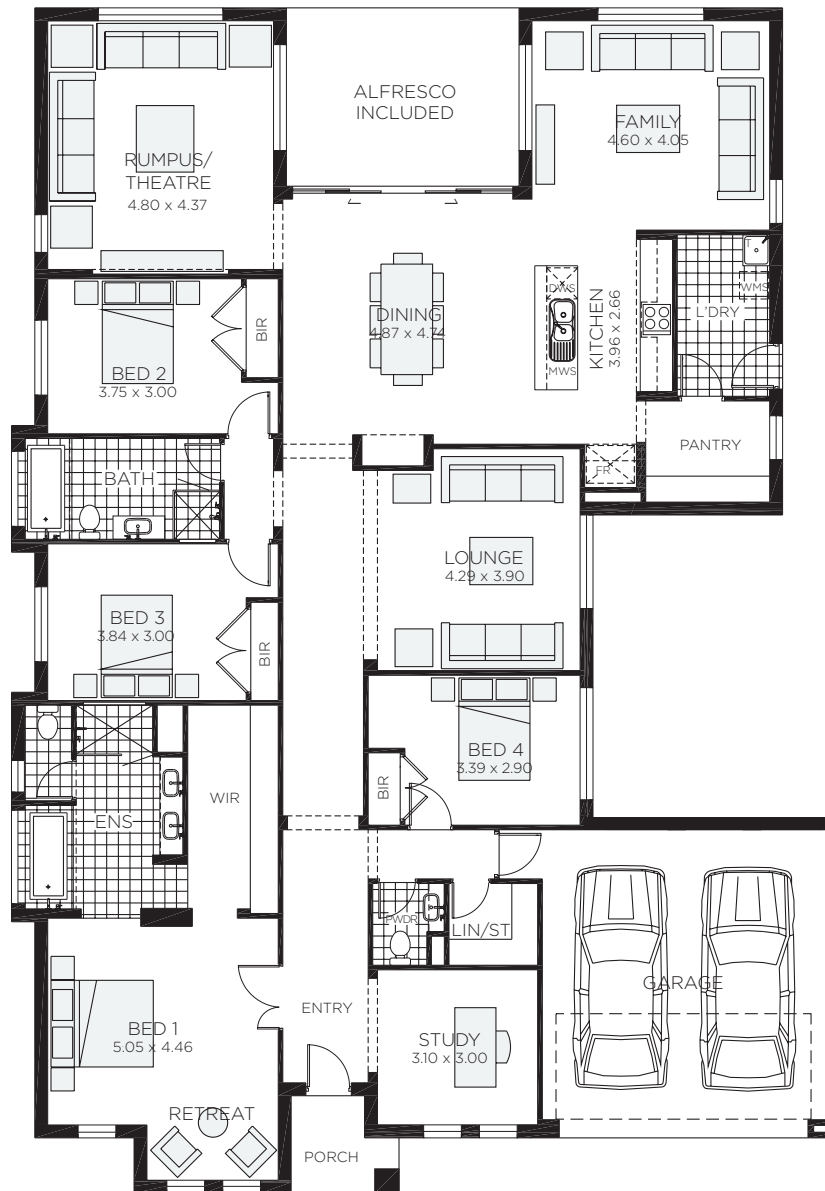 ALFRESCO
INCLUDED
FAMILY
4.60 x 4.05
RUMPUS/
THEATRE
4.80 x 4.37
T
WMS
L'DRY
DWS
DINING
4.87 x 4.74
KITCHEN
3.96 x 2.66
MWS
BIR
BED 2
3.75 x 3.00
PANTRY
FR
BATH
LOUNGE
4.29 x 3.90
BED 3
3.84 x 3.00
BIR
BED 4
3.39 x 2.90
BIR
WIR
ENS
PWDR
LIN/ST
GARAGE
ENTRY
BED 1
5.05 x 4.46
STUDY
3.10 x 3.00
RETREAT
PORCH